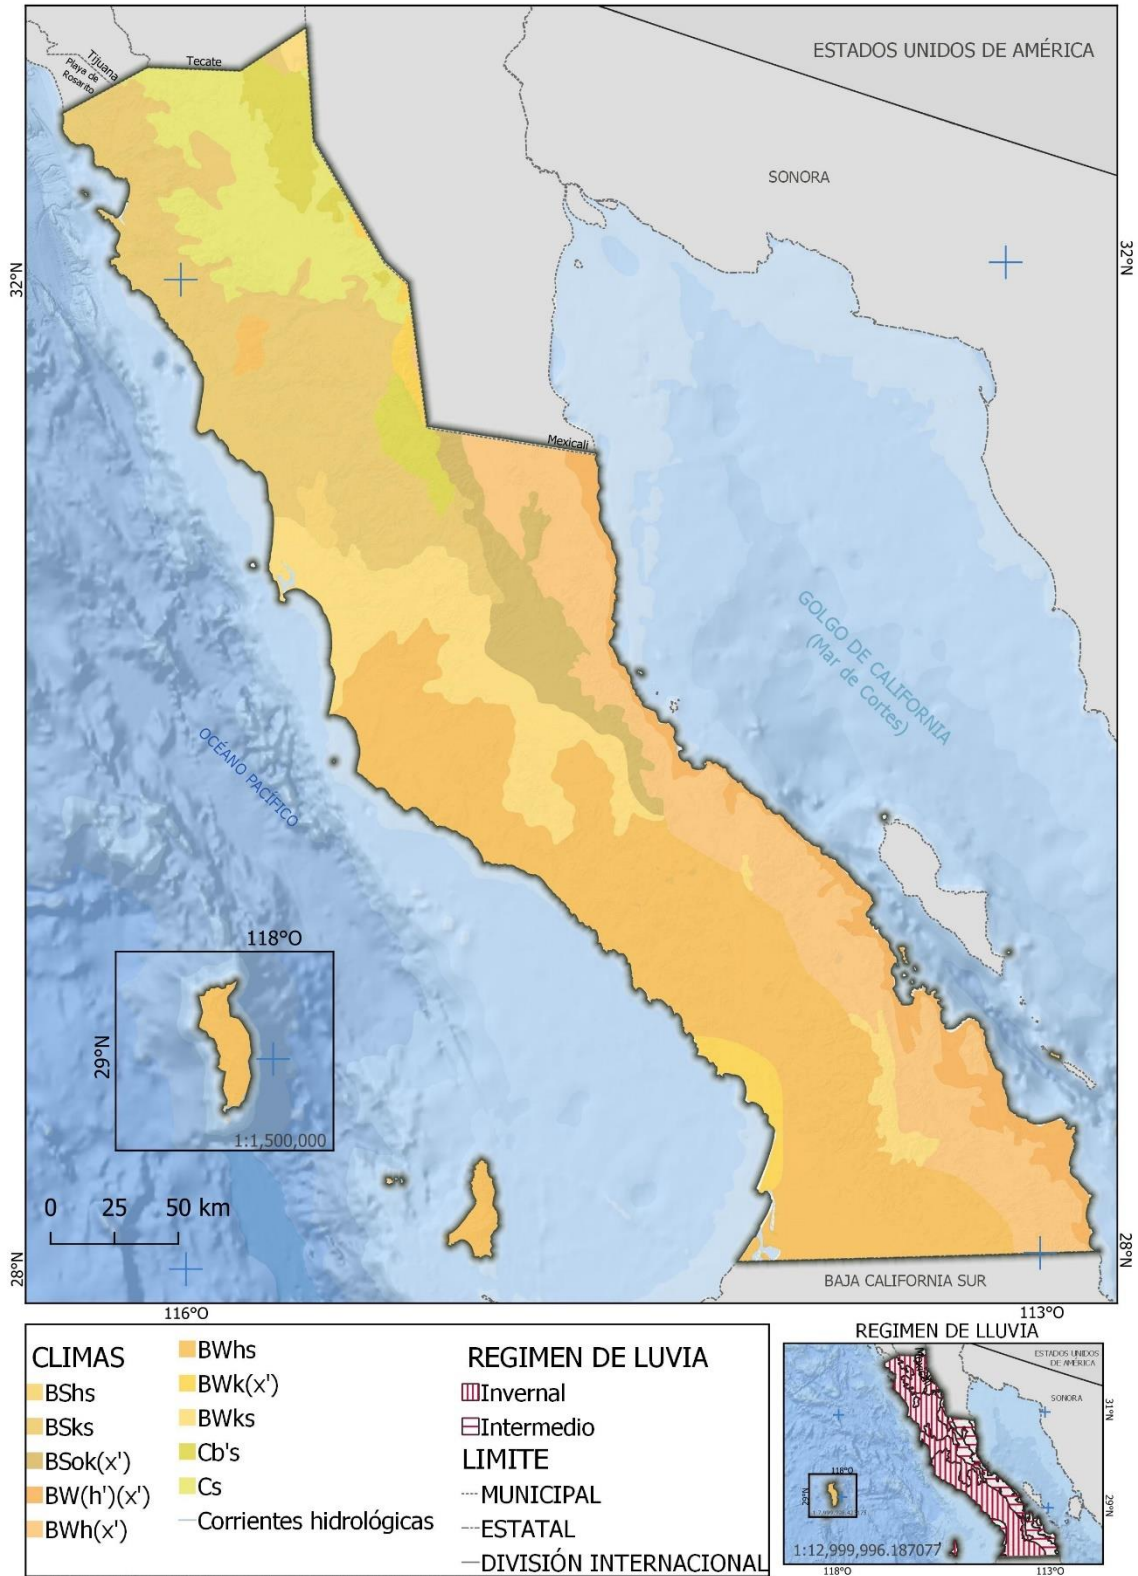 ESTADOS UNIDOS DE AMÉRICA
Tijuana
Playa de
Rosarito
Tecate
SONORA
32°N
32°N
Mexicali
GOLGO DE CALIFORNIA
(Mar de Cortes)
OCÉANO PACÍFICO
118°O
29°N
1:1,500,000
0 25 50 km
28°N
28°N
BAJA CALIFORNIA SUR
116°O
113°O
CLIMAS
BShs
BSks
BSok(x')
BW(h')(x')
BWh(x')
BWhs
BWk(x')
BWks
Cb's
Cs
Corrientes hidrológicas
REGIMEN DE LUVIA
Invernal
Intermedio
LIMITE
MUNICIPAL
ESTATAL
DIVISIÓN INTERNACIONAL
REGIMEN DE LLUVIA
ESTADOS UNIDOS
DE AMÉRICA
SONORA
31°N
118°O
29°N
29°N
1:12,999,996.187077
118°O
113°O